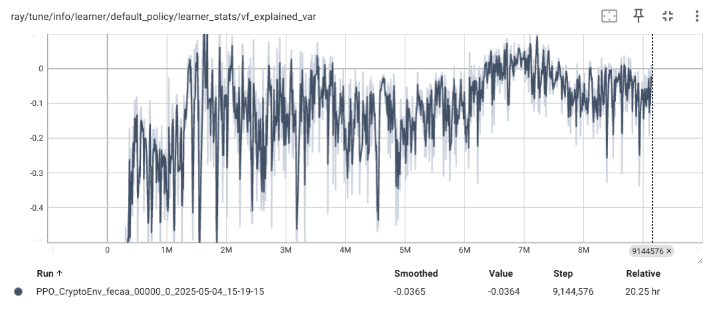 ray/tune/info/learner/default_policy/learner_stats/vf_explained_var
0
-0.1
-0.2
-0.3
-0.4
0 1M 2M 3M 4M 5M 6M 7M 8M 9144576 ×
Run ↑ Smoothed Value Step Relative
PPO_CryptoEnv_fecaa_00000_0_2025-05-04_15-19-15 -0.0365 -0.0364 9,144,576 20.25 hr